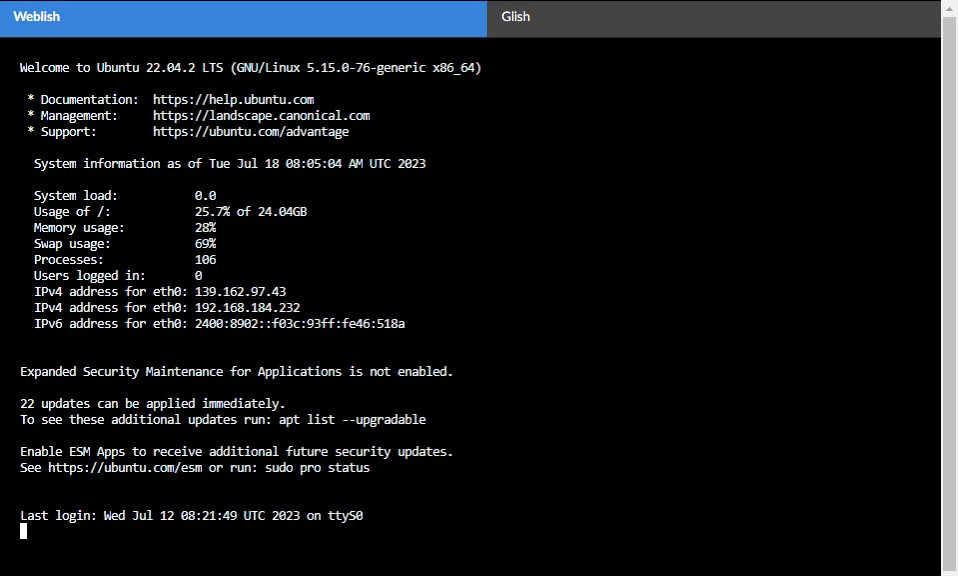 Weblish
Glish
Welcome to Ubuntu 22.04.2 LTS (GNU/Linux 5.15.0-76-generic x86_64)
* Documentation:  https://help.ubuntu.com
* Management:     https://landscape.canonical.com
* Support:        https://ubuntu.com/advantage
System information as of Tue Jul 18 08:05:04 AM UTC 2023
System load:           0.0
Usage of /:            25.7% of 24.04GB
Memory usage:          28%
Swap usage:            69%
Processes:             106
Users logged in:       0
IPv4 address for eth0: 139.162.97.43
IPv4 address for eth0: 192.168.184.232
IPv6 address for eth0: 2400:8902::f03c:93ff:fe46:518a
Expanded Security Maintenance for Applications is not enabled.
22 updates can be applied immediately.
To see these additional updates run: apt list --upgradable
Enable ESM Apps to receive additional future security updates.
See https://ubuntu.com/esm or run: sudo pro status
Last login: Wed Jul 12 08:21:49 UTC 2023 on ttyS0